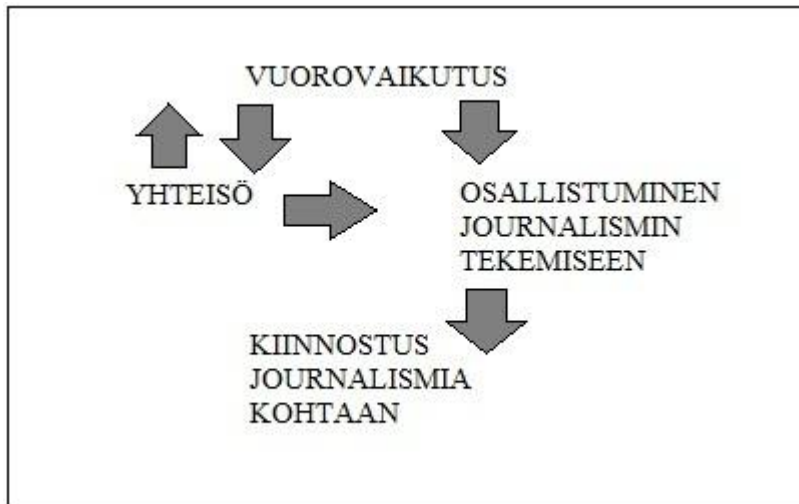 VUOROVAIKUTUS
YHTEISÖ
OSALLISTUMINEN
JOURNALISMIN
TEKEMISEEN
KIINNOSTUS
JOURNALISMIA
KOHTAAN